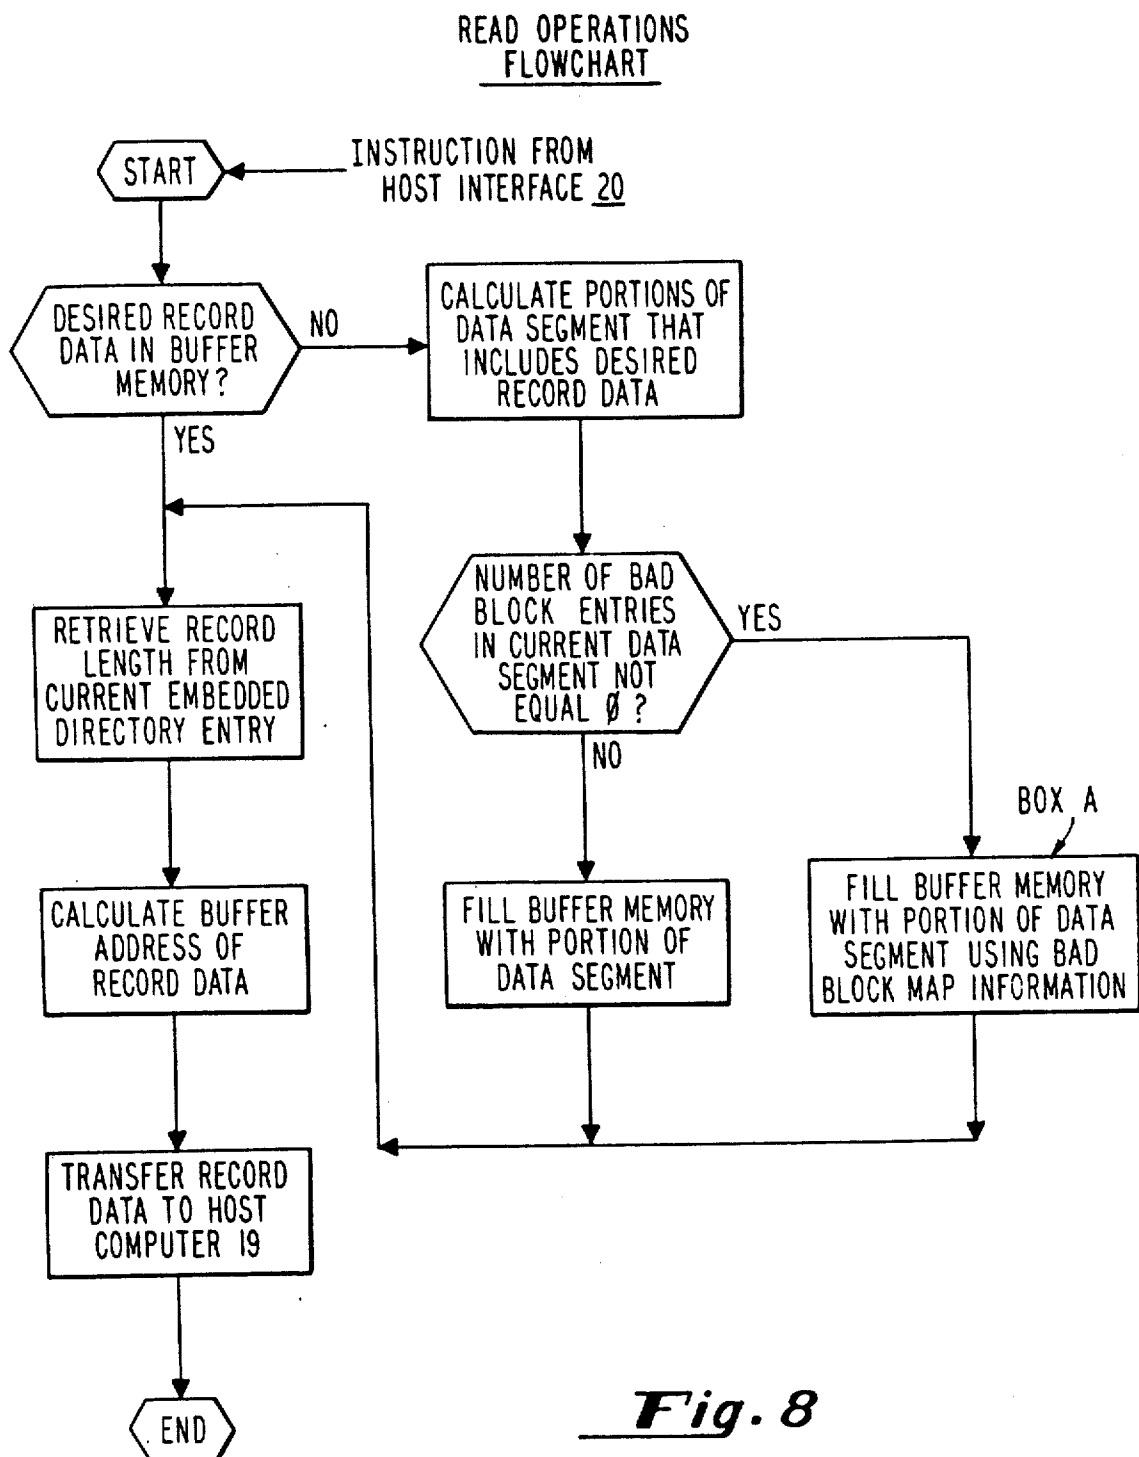 READ OPERATIONS
FLOWCHART
START
INSTRUCTION FROM
HOST INTERFACE 20
DESIRED RECORD
DATA IN BUFFER
MEMORY?
NO
YES
CALCULATE PORTIONS OF
DATA SEGMENT THAT
INCLUDES DESIRED
RECORD DATA
NUMBER OF BAD
BLOCK ENTRIES
IN CURRENT DATA
SEGMENT NOT
EQUAL Ø ?
YES
NO
RETRIEVE RECORD
LENGTH FROM
CURRENT EMBEDDED
DIRECTORY ENTRY
BOX A
FILL BUFFER MEMORY
WITH PORTION OF
DATA SEGMENT
FILL BUFFER MEMORY
WITH PORTION OF DATA
SEGMENT USING BAD
BLOCK MAP INFORMATION
CALCULATE BUFFER
ADDRESS OF
RECORD DATA
TRANSFER RECORD
DATA TO HOST
COMPUTER 19
END
Fig. 8